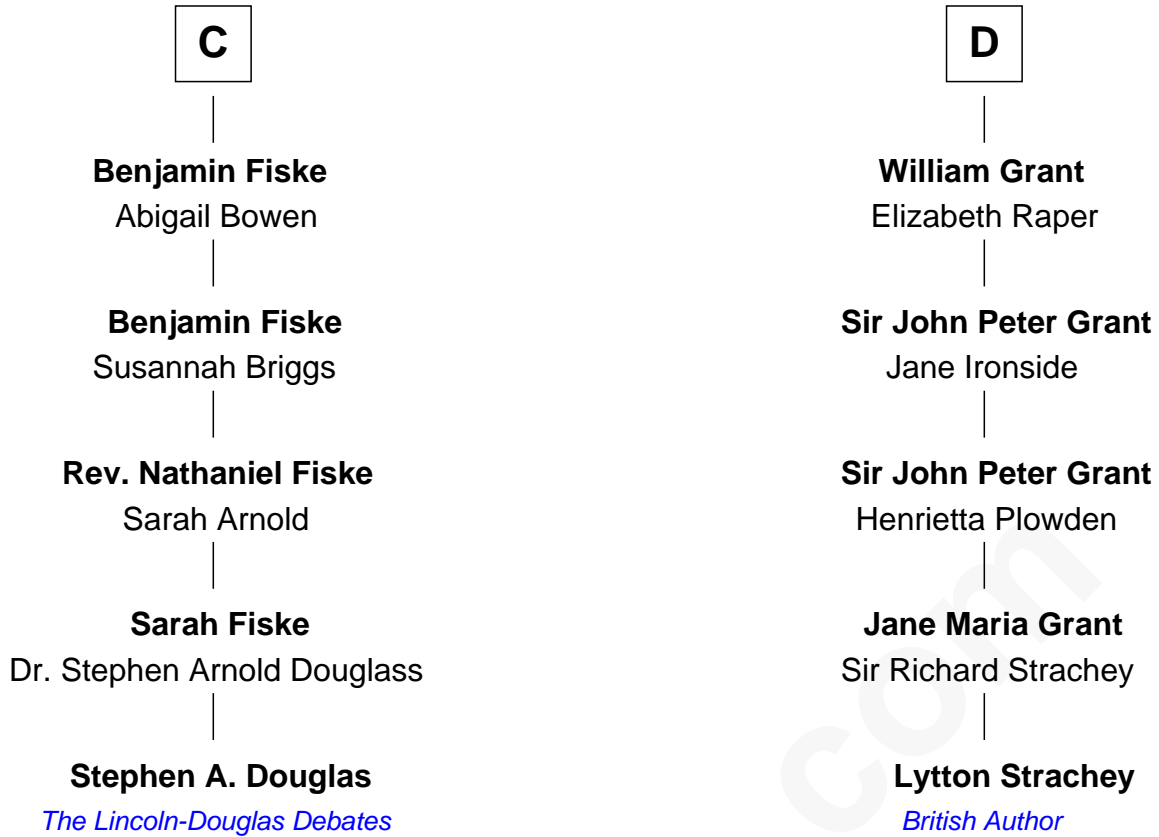 C
Benjamin Fiske
Abigail Bowen
Benjamin Fiske
Susannah Briggs
Rev. Nathaniel Fiske
Sarah Arnold
Sarah Fiske
Dr. Stephen Arnold Douglass
Stephen A. Douglas
The Lincoln-Douglas Debates
D
William Grant
Elizabeth Raper
Sir John Peter Grant
Jane Ironside
Sir John Peter Grant
Henrietta Plowden
Jane Maria Grant
Sir Richard Strachey
Lytton Strachey
British Author
com